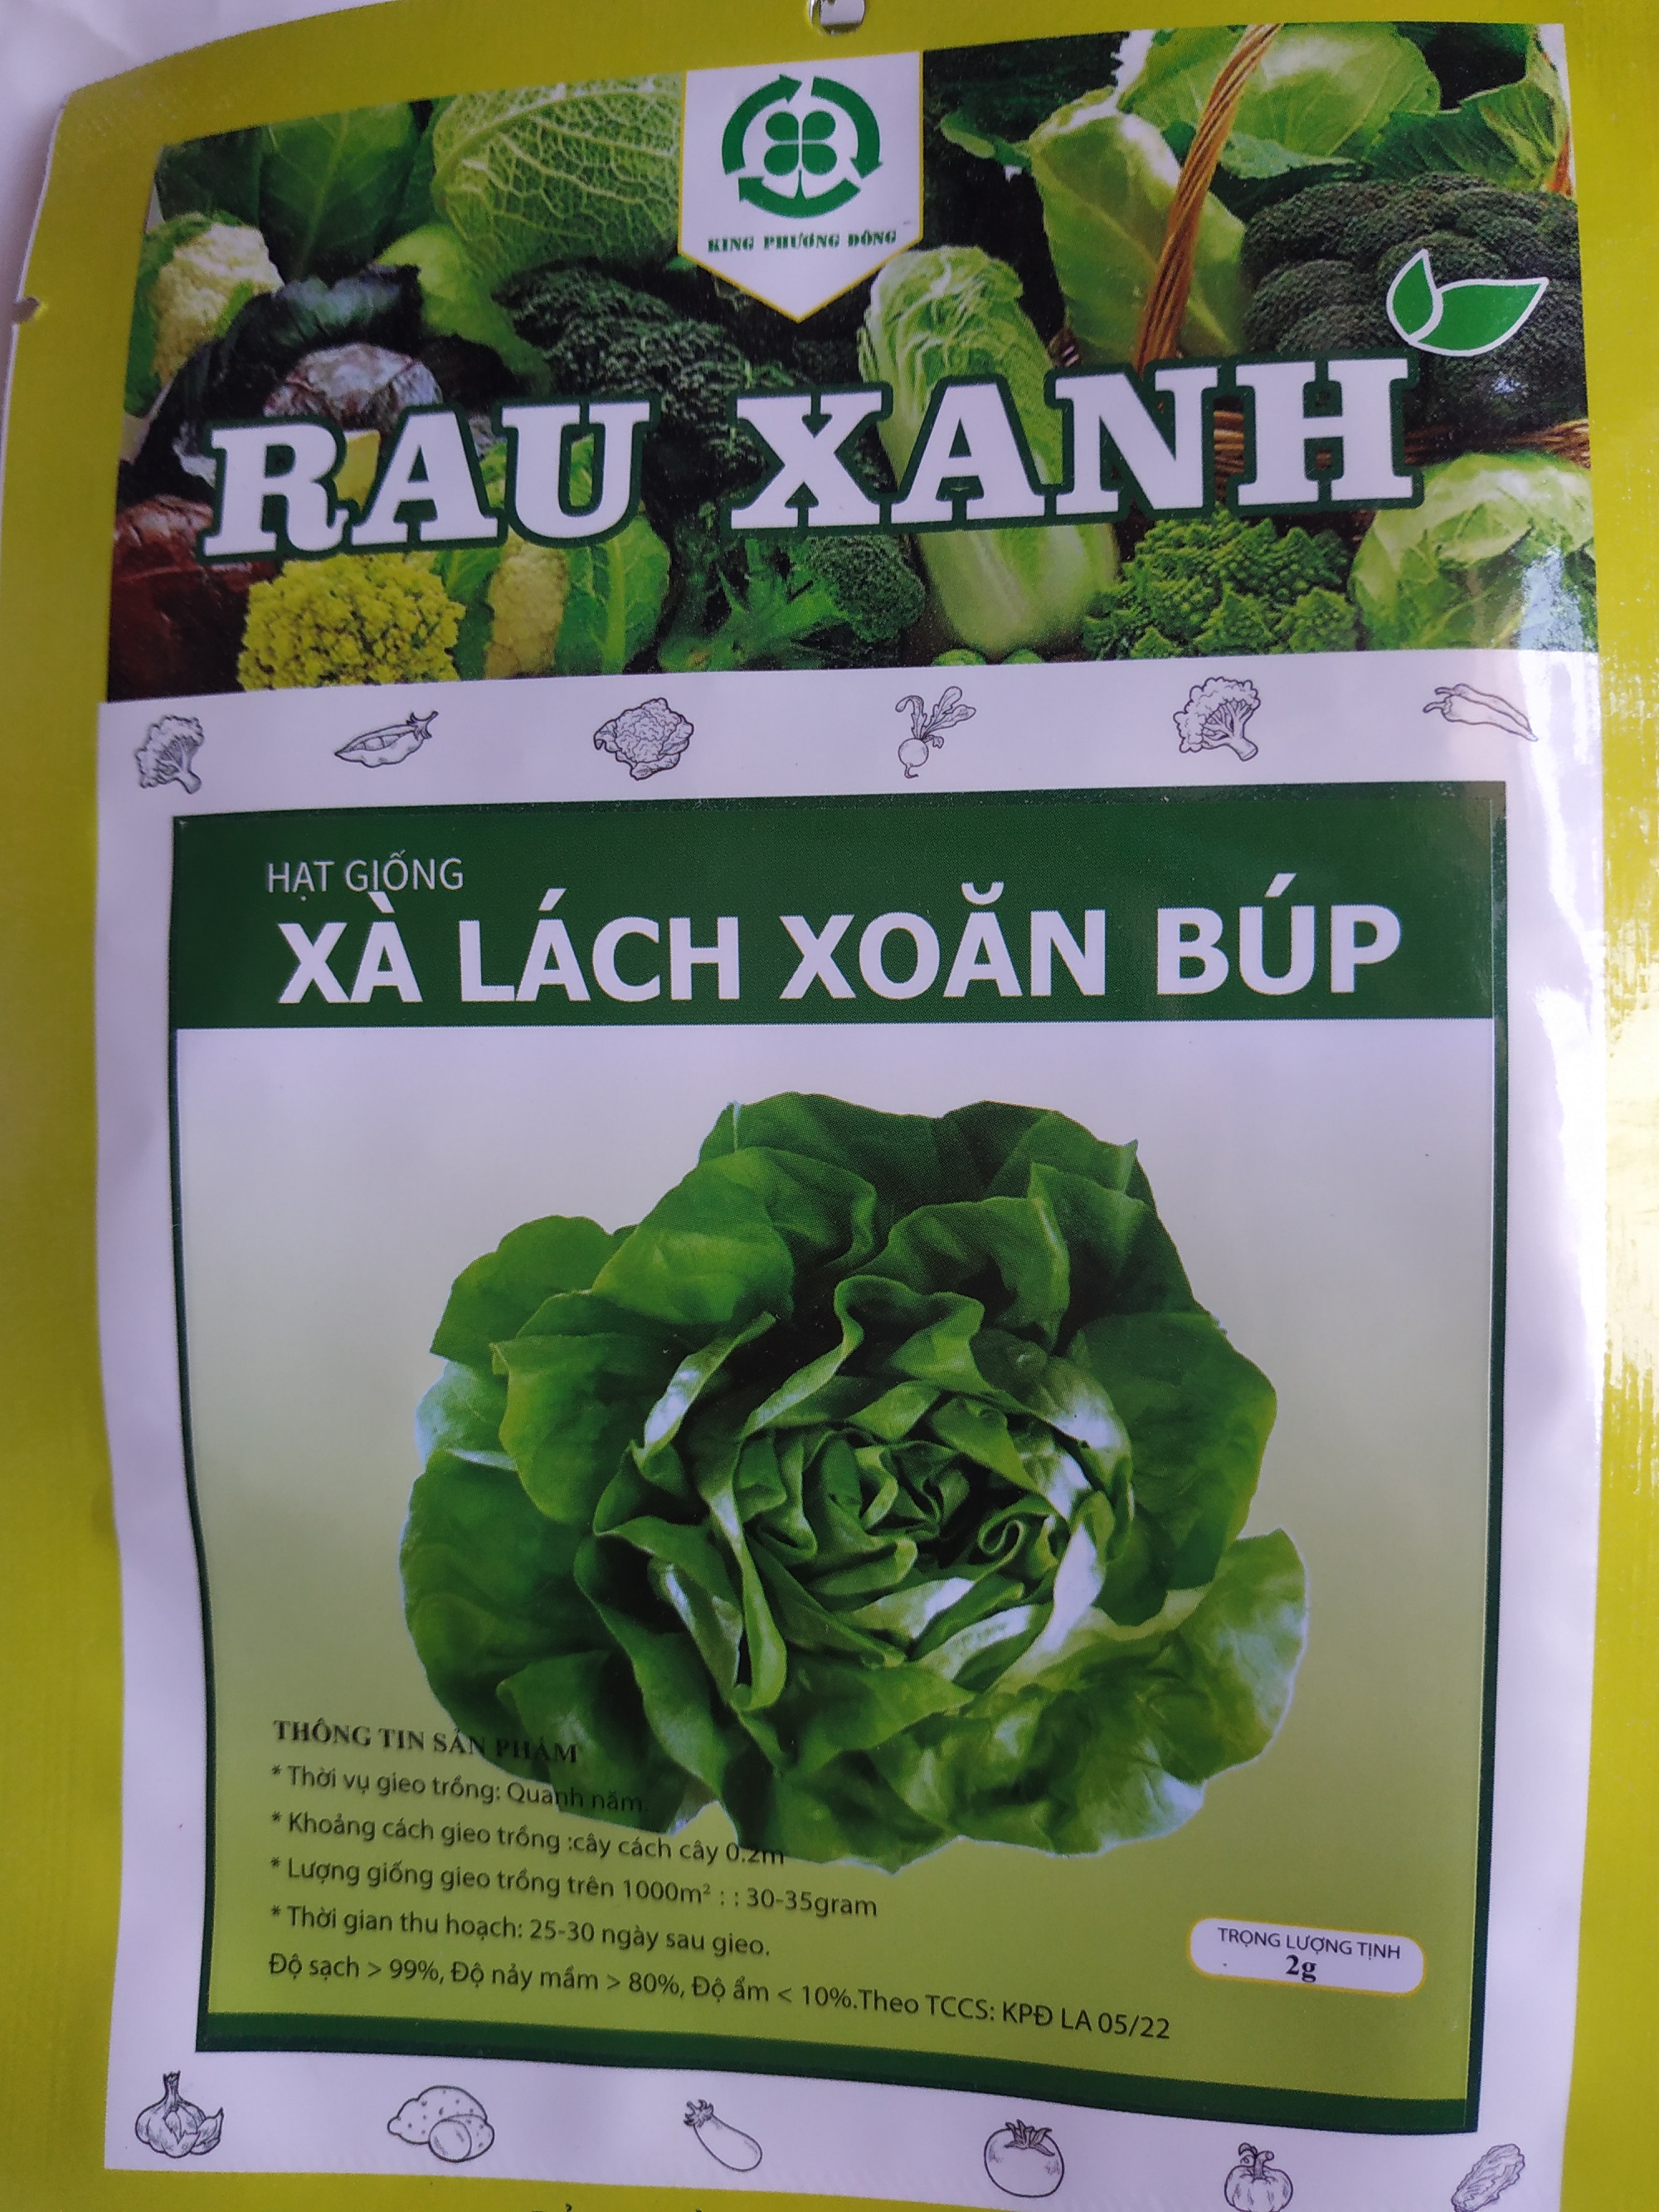 KING PHƯƠNG ĐÔNG
RAU XANH
HẠT GIỐNG
XÀ LÁCH XOĂN BÚP
THÔNG TIN SẢN PHẨM
* Thời vụ gieo trồng: Quanh năm.
* Khoảng cách gieo trồng :cây cách cây 0.2m
* Lượng giống gieo trồng trên 1000m² : : 30-35gram
* Thời gian thu hoạch: 25-30 ngày sau gieo.
Độ sạch > 99%, Độ nảy mầm > 80%, Độ ẩm < 10%.Theo TCCS: KPĐ LA 05/22
TRỌNG LƯỢNG TỊNH
2g